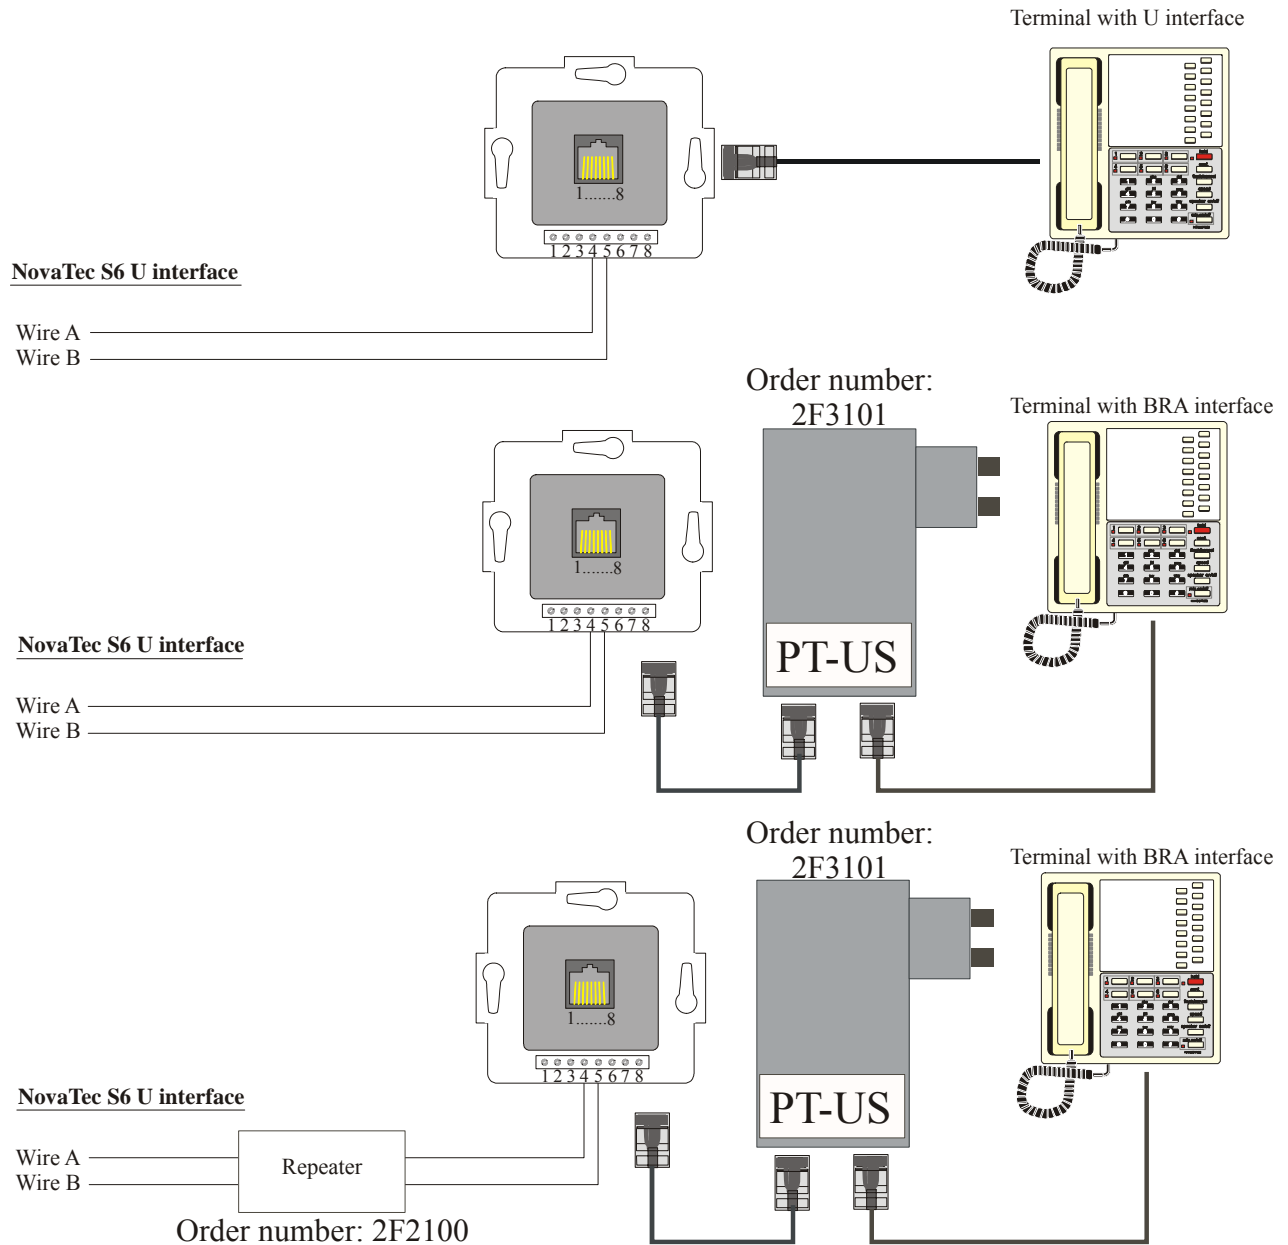 Terminal with U interface
1.......8
1 2 3 4 5 6 7 8
NovaTec S6 U interface
Wire A
Wire B
Order number:
2F3101
Terminal with BRA interface
1.......8
1 2 3 4 5 6 7 8
PT-US
NovaTec S6 U interface
Wire A
Wire B
Order number:
2F3101
Terminal with BRA interface
1.......8
1 2 3 4 5 6 7 8
PT-US
NovaTec S6 U interface
Wire A
Wire B
Repeater
Order number: 2F2100